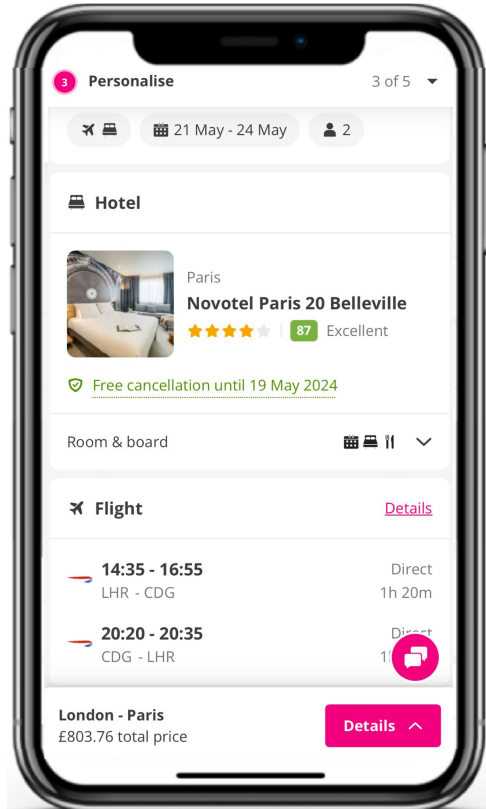 3 Personalise 3 of 5
21 May - 24 May 2
Hotel
Paris
Novotel Paris 20 Belleville
87 Excellent
Free cancellation until 19 May 2024
Room & board
Flight Details
14:35 - 16:55 Direct
LHR - CDG 1h 20m
20:20 - 20:35
CDG - LHR
London - Paris
£803.76 total price
Details